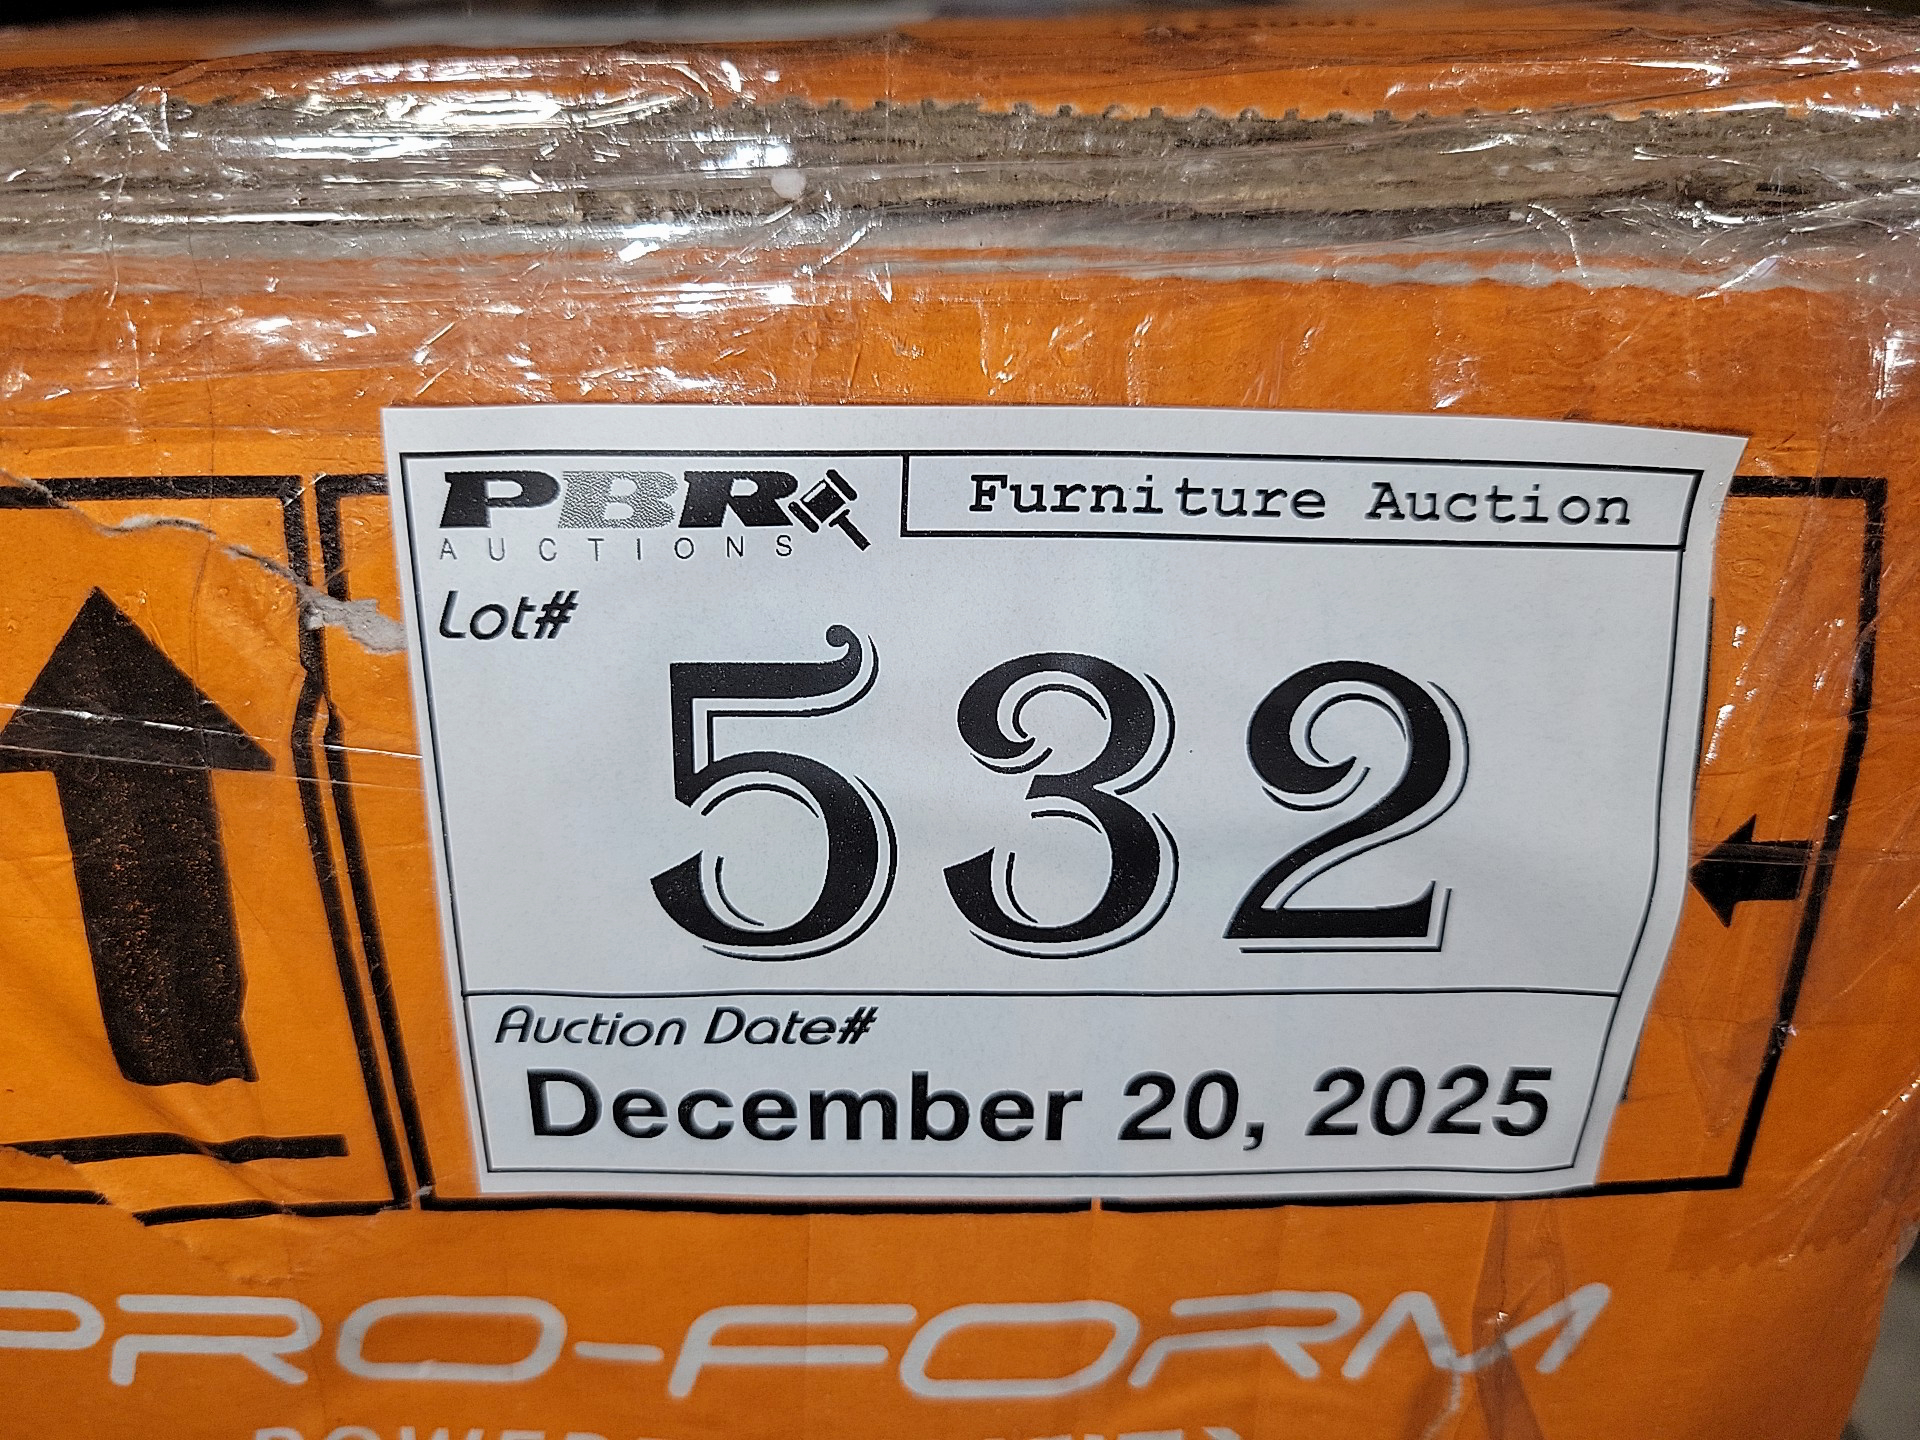 PBR
AUCTIONS
Furniture Auction
Lot#
532
Auction Date#
December 20, 2025
PRO-FORM